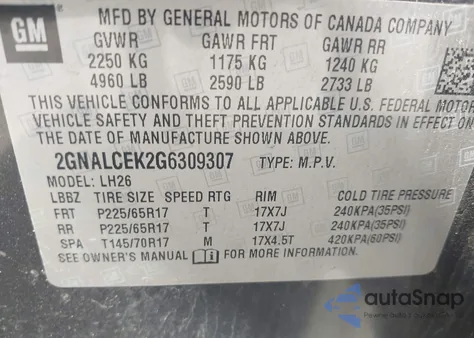 GM
MFD BY GENERAL MOTORS OF CANADA COMPANY
GVWR GAWR FRT GAWR RR
2250 KG 1175 KG 1240 KG
4960 LB 2590 LB 2733 LB
THIS VEHICLE CONFORMS TO ALL APPLICABLE U.S. FEDERAL MOTOR
VEHICLE SAFETY AND THEFT PREVENTION STANDARDS IN EFFECT ON
THE DATE OF MANUFACTURE SHOWN ABOVE.
2GNALCEK2G6309307 TYPE: M.P.V.
MODEL: LH26
LBBZ TIRE SIZE SPEED RTG RIM COLD TIRE PRESSURE
FRT P225/65R17 T 17X7J 240KPA(35PSI)
RR P225/65R17 T 17X7J 240KPA(35PSI)
SPA T145/70R17 M 17X4.5T 420KPA(60PSI)
SEE OWNER'S MANUAL FOR MORE INFORMATION.
autoSnap